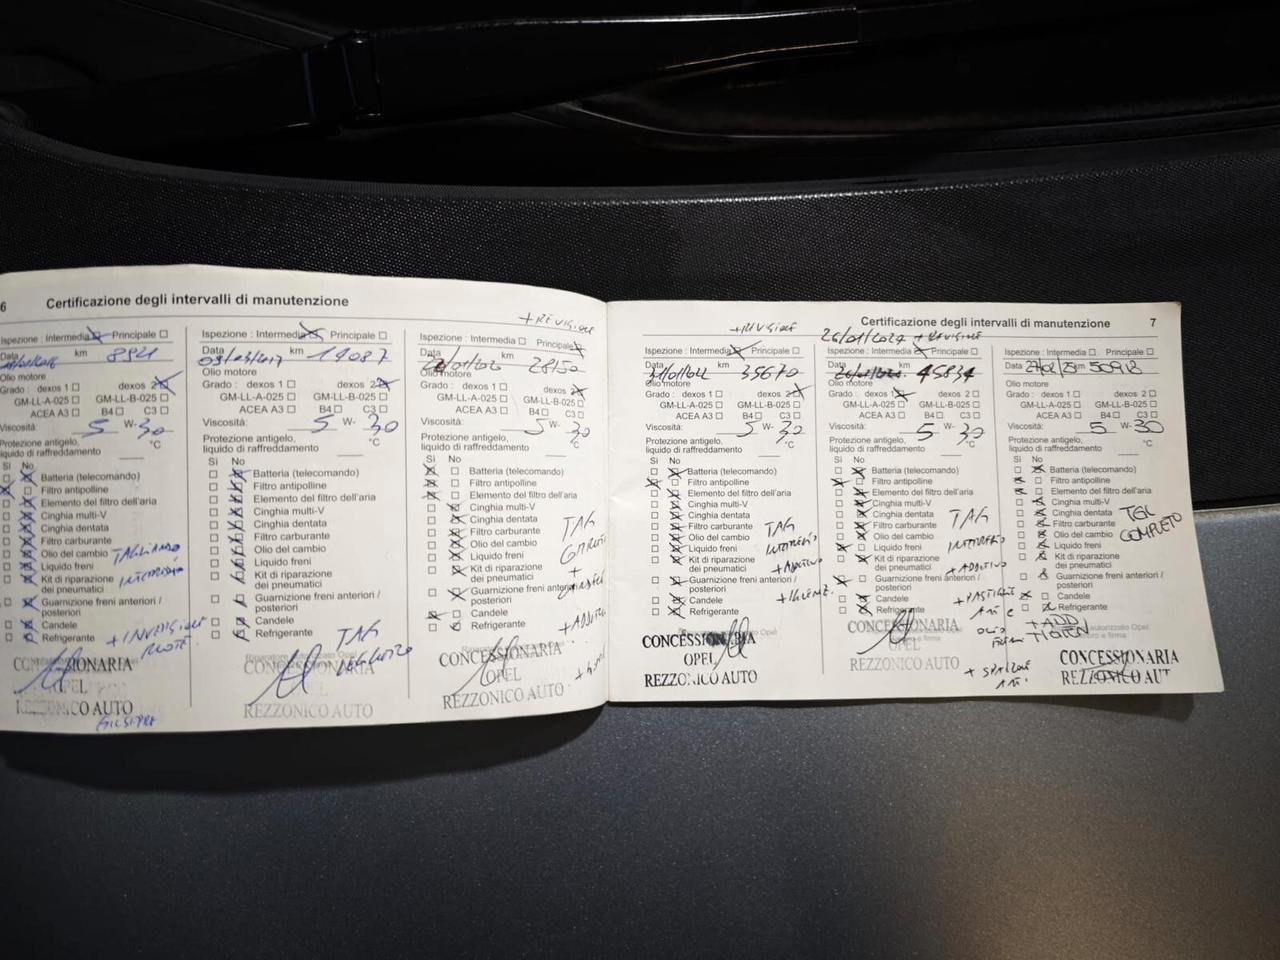 6 Certificazione degli intervalli di manutenzione
Ispezione : Intermedia Principale
Data km 8821
Olio motore
Grado : dexos 1 dexos 2
GM-LL-A-025 GM-LL-B-025
ACEA A3 B4 C3
Viscosità: 5 W- 30
Protezione antigelo, °C
liquido di raffreddamento
Sì No
Batteria (telecomando)
Filtro antipolline
Elemento del filtro dell'aria
Cinghia multi-V
Cinghia dentata
Filtro carburante
Olio del cambio TAGLIANDO
Liquido freni
Kit di riparazione
dei pneumatici
Guarnizione freni anteriori /
posteriori
Candele
Refrigerante
CONCESSIONARIA
OPEL
REZZONICO AUTO
Ispezione : Intermedia Principale
Data km 19087
Olio motore
Grado : dexos 1 dexos 2
GM-LL-A-025 GM-LL-B-025
ACEA A3 B4 C3
Viscosità: 5 W- 30
Protezione antigelo, °C
liquido di raffreddamento
Sì No
Batteria (telecomando)
Filtro antipolline
Elemento del filtro dell'aria
Cinghia multi-V
Cinghia dentata
Filtro carburante
Olio del cambio
Liquido freni
Kit di riparazione
dei pneumatici
Guarnizione freni anteriori /
posteriori
Candele
Refrigerante
TAG
CONCESSIONARIA
REZZONICO AUTO
+REVISIONE
Ispezione : Intermedia Principale
Data km
Olio motore
Grado : dexos 1 dexos 2
GM-LL-A-025 GM-LL-B-025
ACEA A3 B4 C3
Viscosità: 5 W- 30
Protezione antigelo, °C
liquido di raffreddamento
Sì No
Batteria (telecomando)
Filtro antipolline
Elemento del filtro dell'aria
Cinghia multi-V
Cinghia dentata TAG
Filtro carburante
Olio del cambio
Liquido freni
Kit di riparazione
dei pneumatici
Guarnizione freni anteriori /
posteriori
Candele
Refrigerante
CONCESSIONARIA
OPEL
REZZONICO AUTO
Certificazione degli intervalli di manutenzione 7
+REVISIONE
Ispezione : Intermedia Principale
Data km 35670
Olio motore
Grado : dexos 1 dexos 2
GM-LL-A-025 GM-LL-B-025
ACEA A3 B4 C3
Viscosità: 5 W- 30
Protezione antigelo, °C
liquido di raffreddamento
Sì No
Batteria (telecomando)
Filtro antipolline
Elemento del filtro dell'aria
Cinghia multi-V
Cinghia dentata
Filtro carburante TAG
Olio del cambio
Liquido freni
Kit di riparazione
dei pneumatici +ADDITIVO
Guarnizione freni anteriori /
posteriori
Candele
Refrigerante
CONCESSIONARIA
OPEL
REZZONICO AUTO
+REVISIONE
Ispezione : Intermedia Principale
Data km 45834
Olio motore
Grado : dexos 1 dexos 2
GM-LL-A-025 GM-LL-B-025
ACEA A3 B4 C3
Viscosità: 5 W- 30
Protezione antigelo, °C
liquido di raffreddamento
Sì No
Batteria (telecomando)
Filtro antipolline
Elemento del filtro dell'aria
Cinghia multi-V
Cinghia dentata TAG
Filtro carburante
Olio del cambio
Liquido freni
Kit di riparazione
dei pneumatici +ADDITIVO
Guarnizione freni anteriori /
posteriori
Candele
Refrigerante
CONCESSIONARIA
OPEL
REZZONICO AUTO
Ispezione : Intermedia Principale
Data km
Olio motore
Grado : dexos 1 dexos 2
GM-LL-A-025 GM-LL-B-025
ACEA A3 B4 C3
Viscosità: 5 W- 30
Protezione antigelo, °C
liquido di raffreddamento
Sì No
Batteria (telecomando)
Filtro antipolline
Elemento del filtro dell'aria
Cinghia multi-V
Cinghia dentata
Filtro carburante COMPLETO
Olio del cambio
Liquido freni
Kit di riparazione
dei pneumatici
Guarnizione freni anteriori /
posteriori
Candele
Refrigerante
+ADD
CONCESSIONARIA
REZZONICO AUT